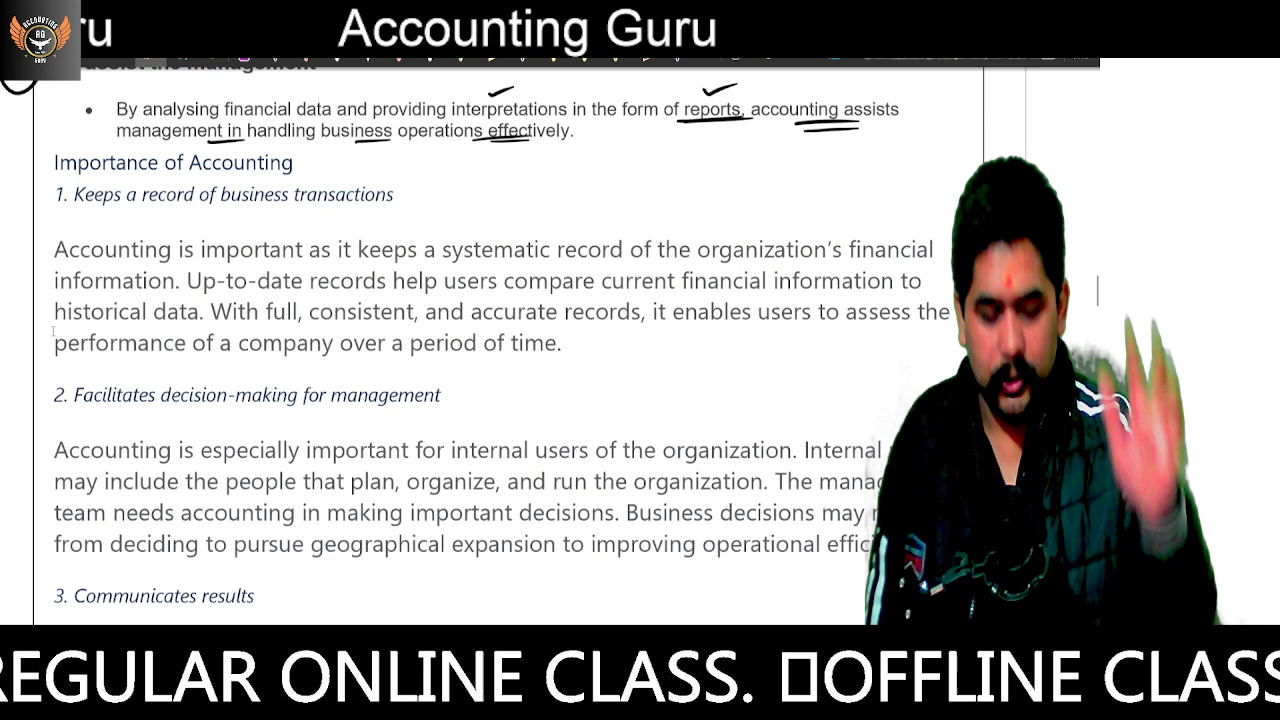 ru Accounting Guru
ACCOUNTING
AG
GURU
assist the management
• By analysing financial data and providing interpretations in the form of reports, accounting assists
management in handling business operations effectively.
Importance of Accounting
1. Keeps a record of business transactions
Accounting is important as it keeps a systematic record of the organization's financial
information. Up-to-date records help users compare current financial information to
historical data. With full, consistent, and accurate records, it enables users to assess the
performance of a company over a period of time.
2. Facilitates decision-making for management
Accounting is especially important for internal users of the organization. Internal
may include the people that plan, organize, and run the organization. The manag
team needs accounting in making important decisions. Business decisions may
from deciding to pursue geographical expansion to improving operational effic
3. Communicates results
REGULAR ONLINE CLASS. OFFLINE CLASS